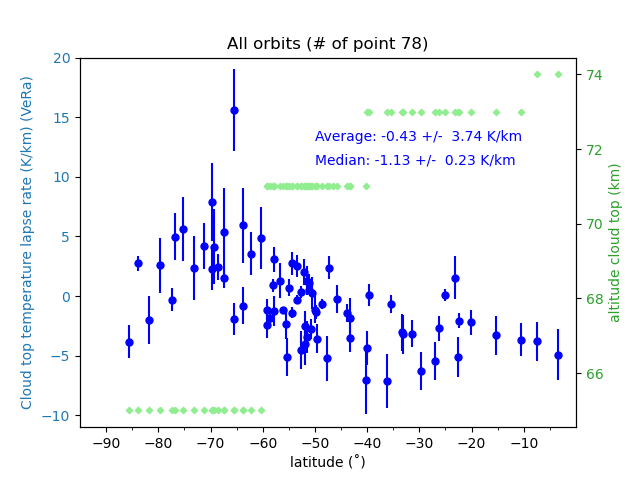 All orbits (# of point 78)
20
15
10
5
0
−5
−10
Cloud top temperature lapse rate (K/km) (VeRa)
Average: -0.43 +/-  3.74 K/km
Median: -1.13 +/-  0.23 K/km
74
72
70
68
66
altitude cloud top (km)
−90 −80 −70 −60 −50 −40 −30 −20 −10
latitude (˚)